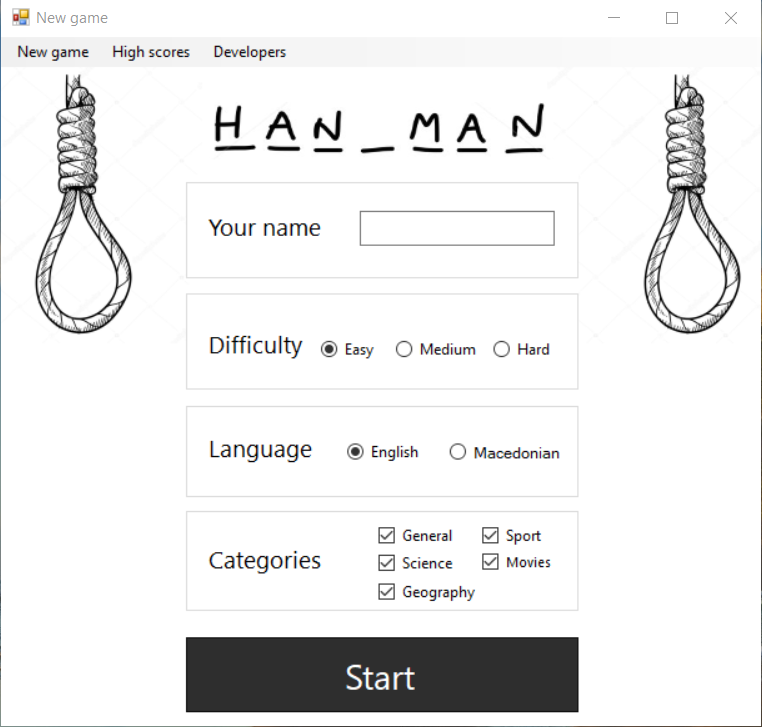 New game
New game High scores Developers
HAN_MAN
Your name
Difficulty Easy Medium Hard
Language English Macedonian
Categories General Sport
Science Movies
Geography
Start